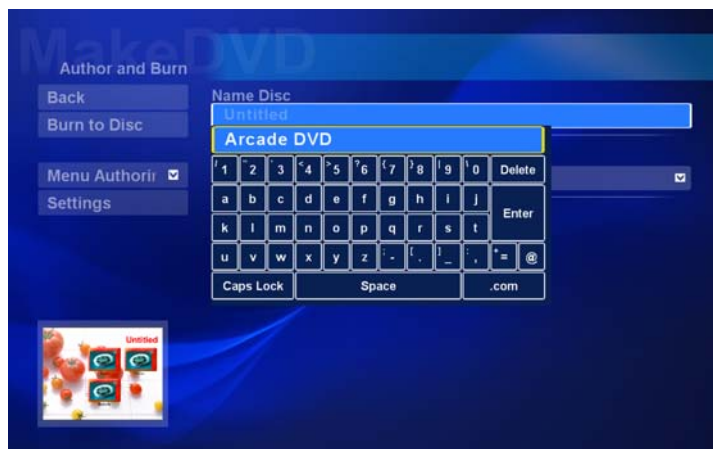 MakeDVD
Author and Burn
Back
Burn to Disc
Menu Authorin
Settings
Name Disc
Untitled
Arcade DVD
1 2 3 <4 >5 ?6 {7 }8 |9 \0 Delete
a b c d e f g h i j
Enter
k l m n o p q r s t
u v w x y z ; - [ . ] _ : , += @
Caps Lock Space .com
Untitled